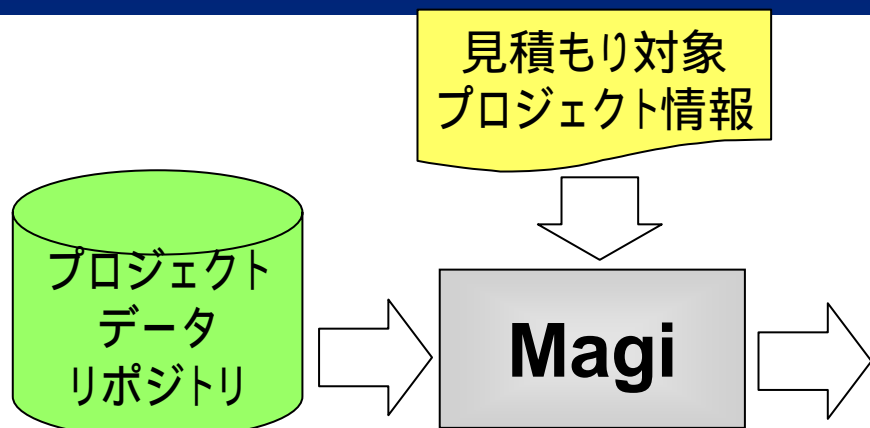 見積もり対象
プロジェクト情報
プロジェクト
データ
リポジトリ
Magi